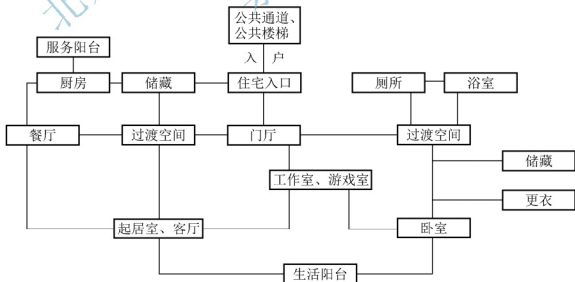 公共通道、
公共楼梯
服务阳台
入 户
厨房
储藏
住宅入口
厕所
浴室
餐厅
过渡空间
门厅
过渡空间
储藏
工作室、游戏室
更衣
起居室、客厅
卧室
生活阳台